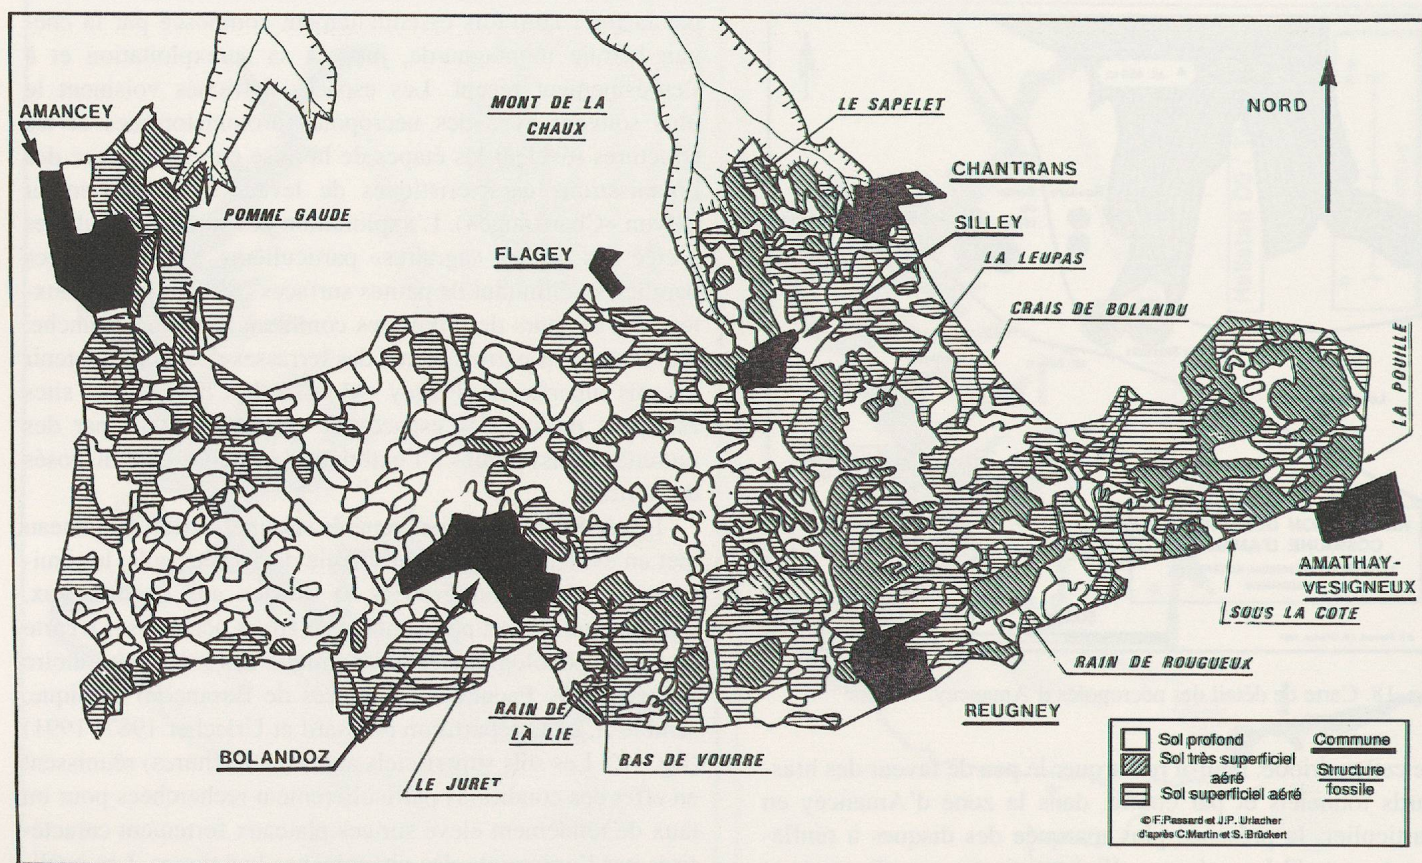 AMANCEY
MONT DE LA
CHAUX
LE SAPELET
NORD
CHANTRANS
POMME GAUDE
SILLEY
FLAGEY
LA LEUPAS
CRAIS DE BOLANDU
LA POUILLE
AMATHAY-
VESIGNEUX
SOUS LA COTE
RAIN DE ROUGUEUX
REUGNEY
RAIN DE
LA LIE
BOLANDOZ
BAS DE VOURRE
LE JURET
Sol profond
Sol très superficiel
aéré
Sol superficiel aéré
Commune
Structure
fossile
© F.Passard et J.P. Urlacher
d'après C.Martin et S. Brückert